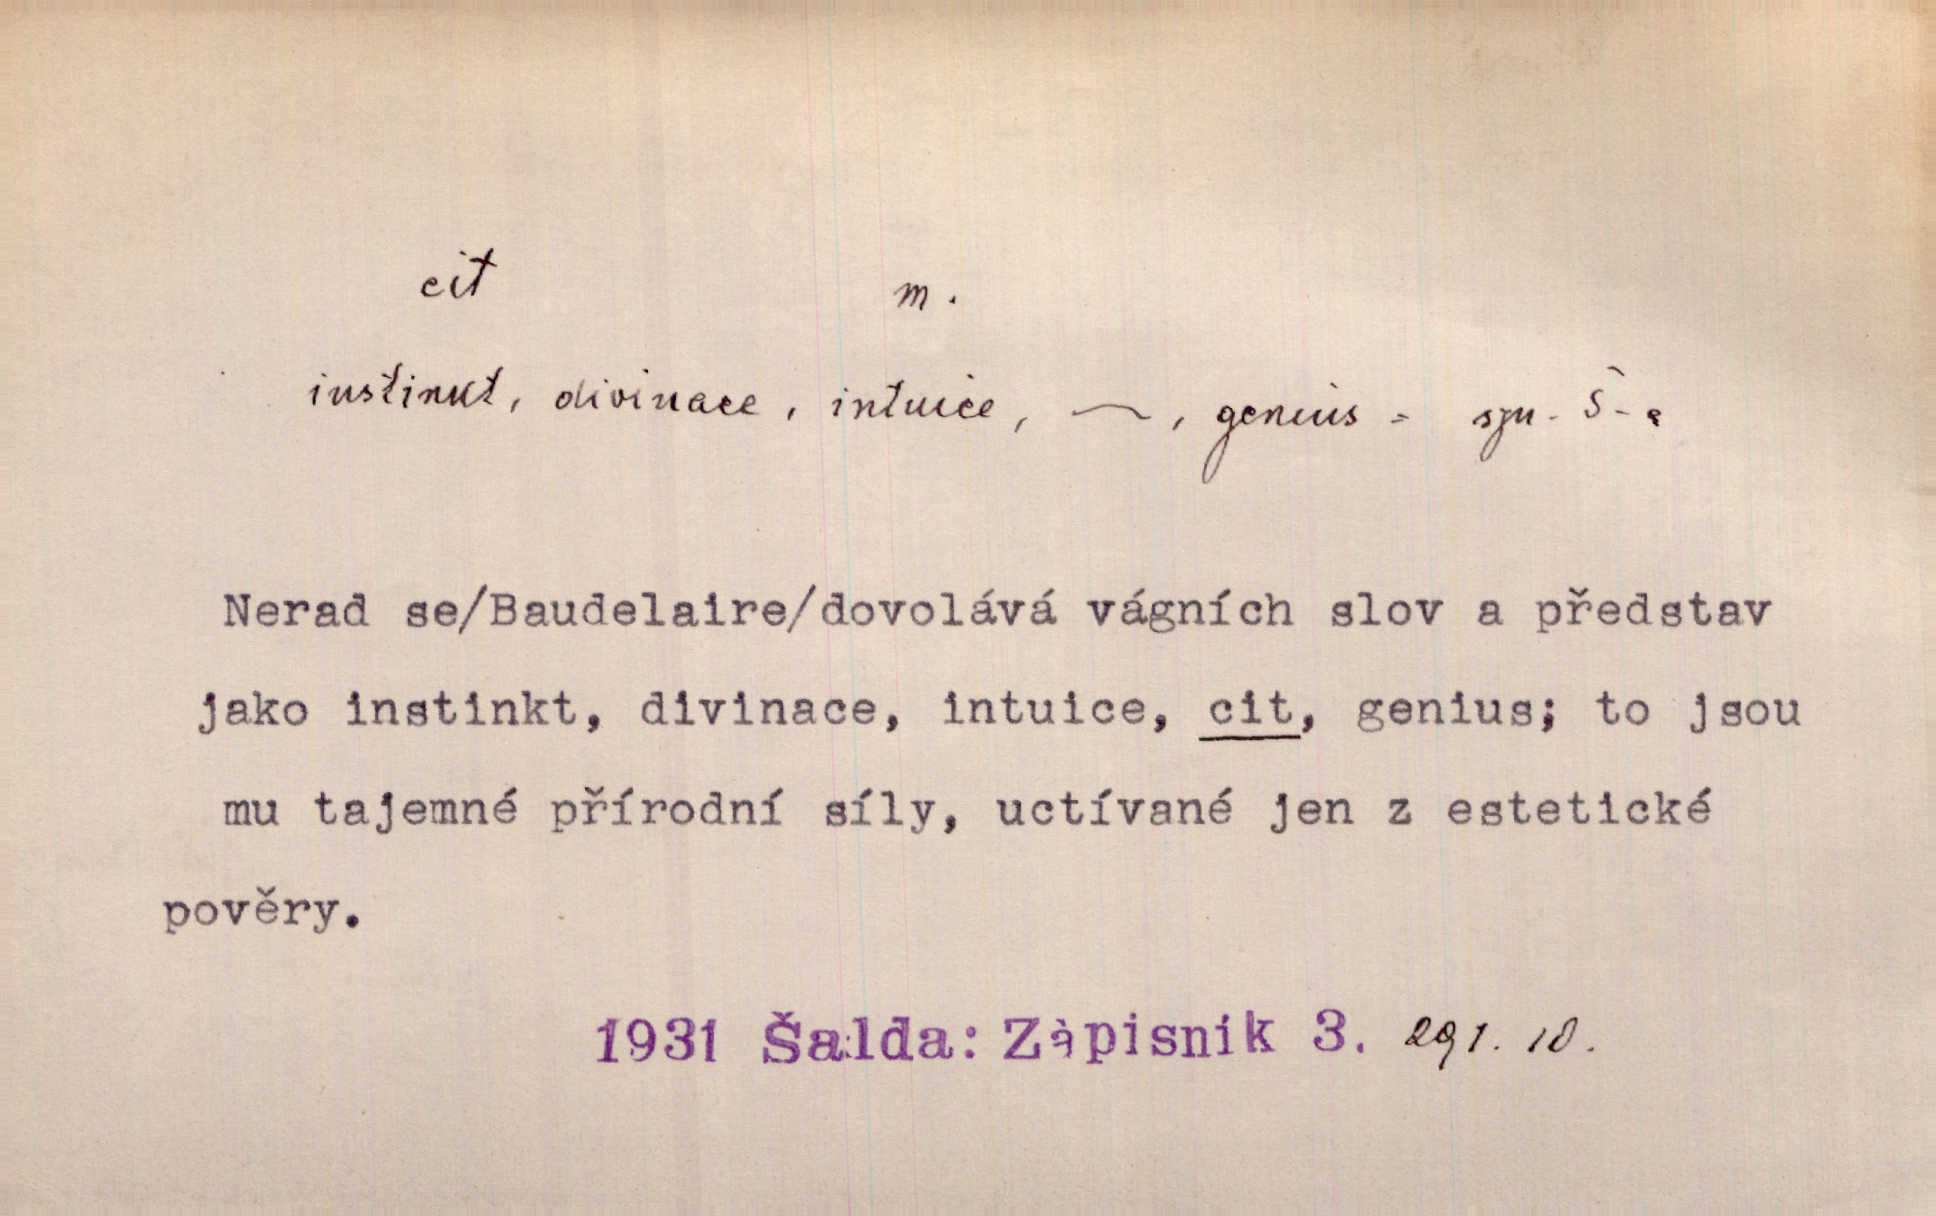 cit m.
instinkt, divinace, intuice, ~, genius - syn.
Nerad se/Baudelaire/dovolává vágních slov a představ
jako instinkt, divinace, intuice, cit, genius; to jsou
mu tajemné přírodní síly, uctívané jen z estetické
pověry.
1931 Šalda: Zápisník 3. 291. 18.